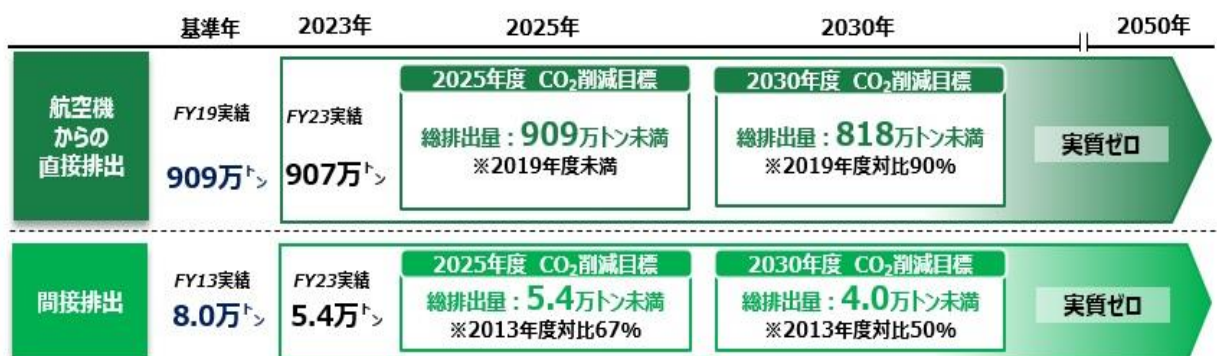 基準年 2023年 2025年 2030年 2050年
航空機
からの
直接排出
FY19実績
909万トン
FY23実績
907万トン
2025年度 CO₂削減目標
総排出量:909万トン未満
※2019年度未満
2030年度 CO₂削減目標
総排出量:818万トン未満
※2019年度対比90%
実質ゼロ
間接排出
FY13実績
8.0万トン
FY23実績
5.4万トン
2025年度 CO₂削減目標
総排出量:5.4万トン未満
※2013年度対比67%
2030年度 CO₂削減目標
総排出量:4.0万トン未満
※2013年度対比50%
実質ゼロ